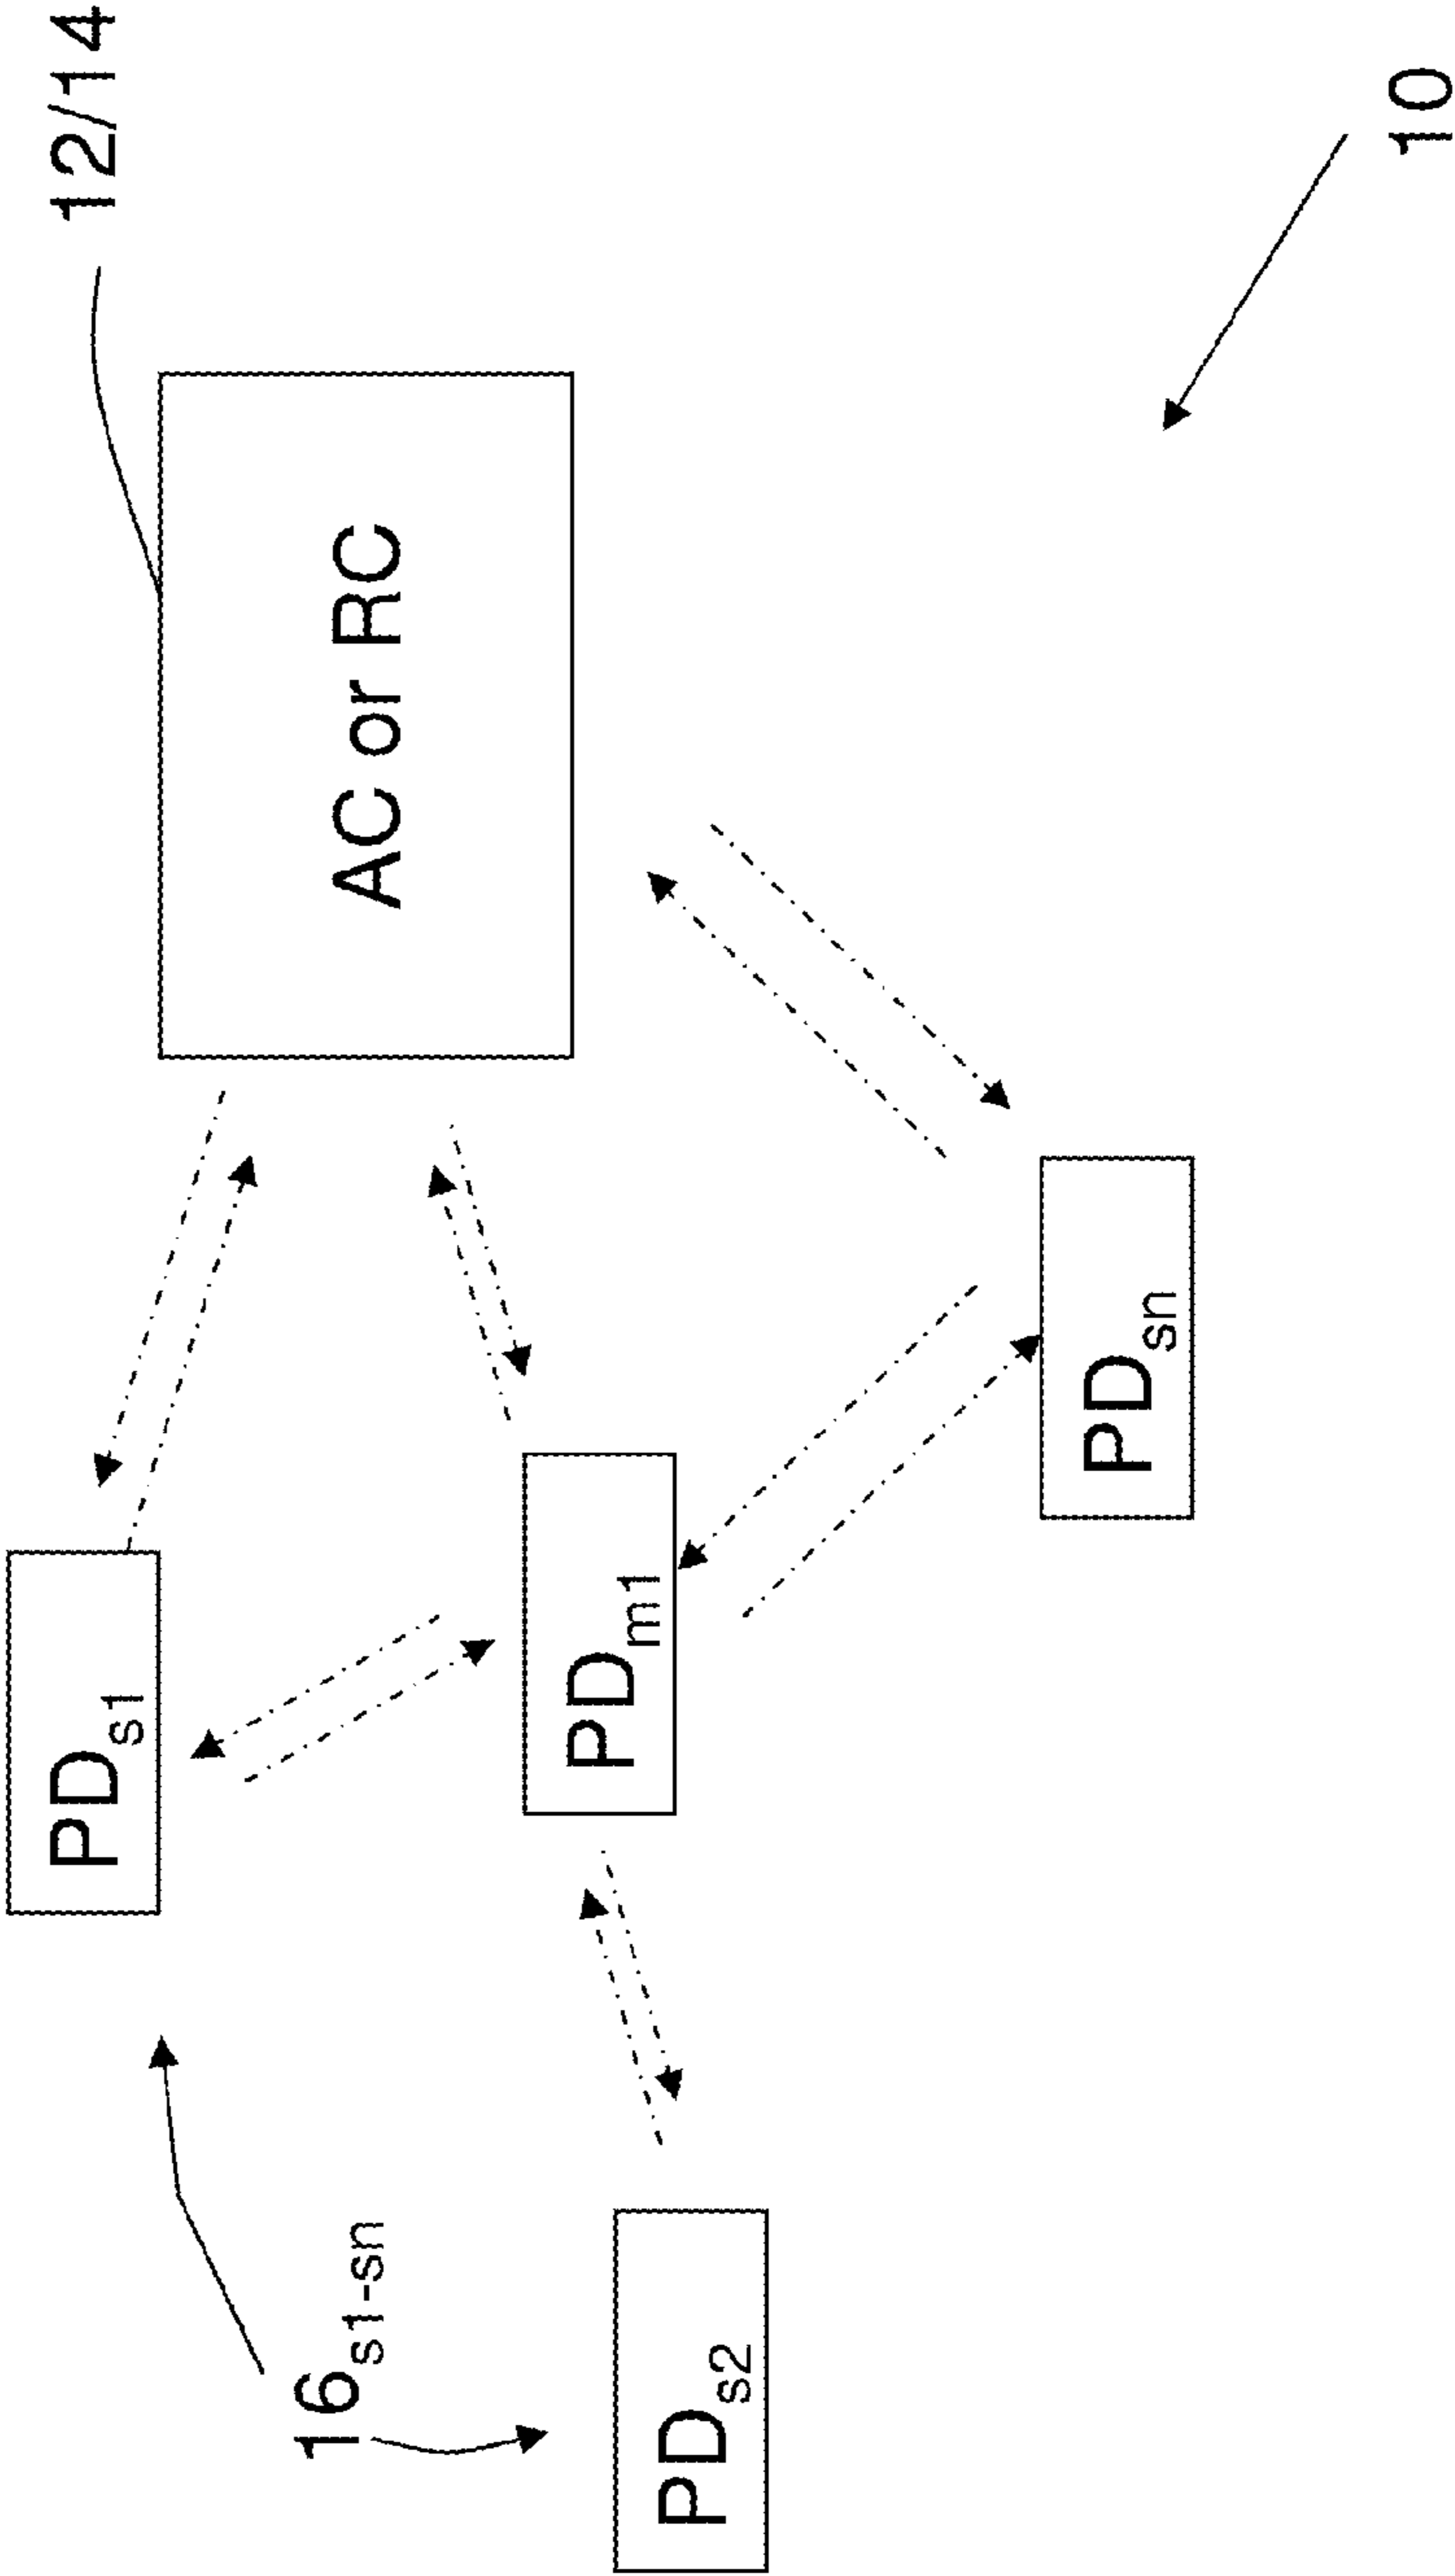 12/14
AC or RC
10
PDs1
PDm1
PDsn
16s1-sn
PDs2